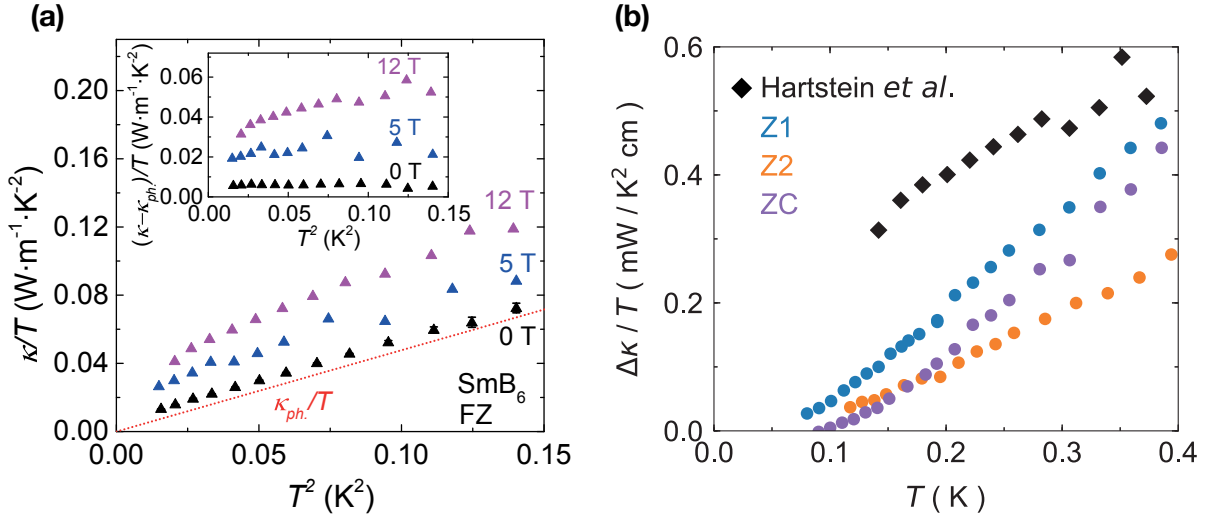 (a)
0.20
0.16
0.12
0.08
0.04
0.00
κ/T (W·m⁻¹·K⁻²)
0.00 0.05 0.10 0.15
T² (K²)
12 T
5 T
0 T
κph./T
SmB₆
FZ
0.06
0.04
0.02
0.00
(κ−κph.)/T (W·m⁻¹·K⁻²)
0.00 0.05 0.10 0.15
T² (K²)
12 T
5 T
0 T
(b)
0.6
0.4
0.2
0.0
Δκ / T ( mW / K² cm)
0.0 0.1 0.2 0.3 0.4
T ( K )
Hartstein et al.
Z1
Z2
ZC